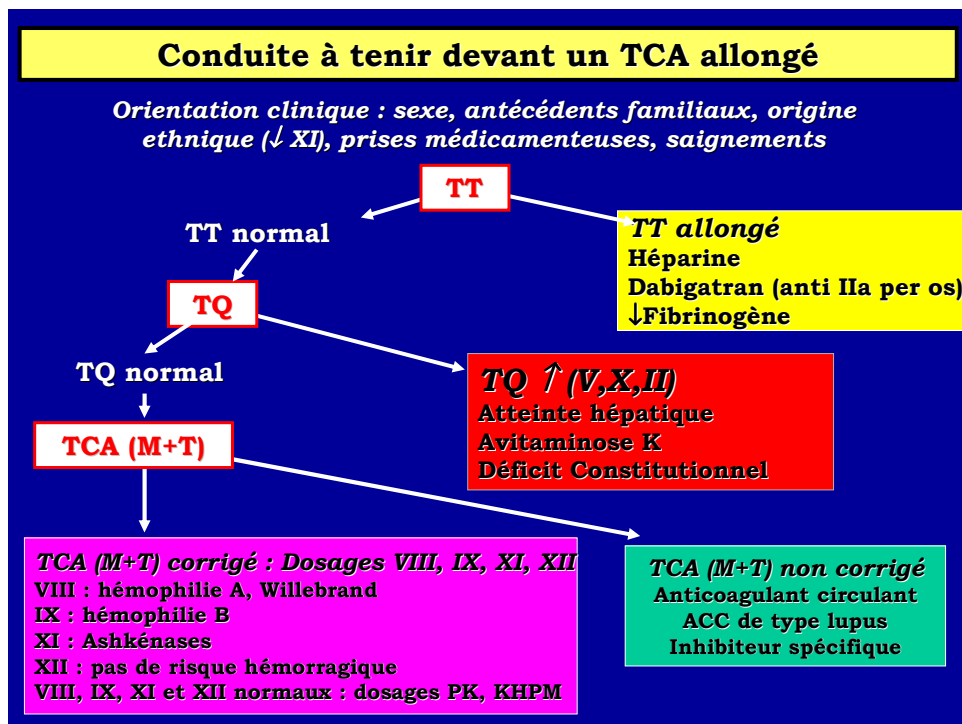 Conduite à tenir devant un TCA allongé
Orientation clinique : sexe, antécédents familiaux, origine
ethnique (↓ XI), prises médicamenteuses, saignements
TT
TT normal
TT allongé
Héparine
Dabigatran (anti IIa per os)
↓Fibrinogène
TQ
TQ normal
TQ ↑ (V,X,II)
Atteinte hépatique
Avitaminose K
Déficit Constitutionnel
TCA (M+T)
TCA (M+T) corrigé : Dosages VIII, IX, XI, XII
VIII : hémophilie A, Willebrand
IX : hémophilie B
XI : Ashkénases
XII : pas de risque hémorragique
VIII, IX, XI et XII normaux : dosages PK, KHPM
TCA (M+T) non corrigé
Anticoagulant circulant
ACC de type lupus
Inhibiteur spécifique